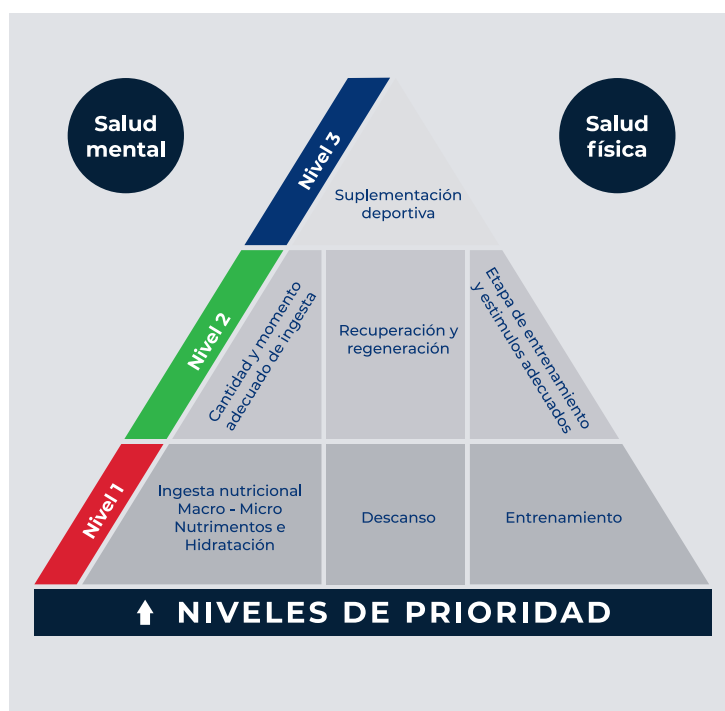 Salud
mental
Salud
física
Nivel 3
Suplementación
deportiva
Nivel 2
Cantidad y momento
adecuado de ingesta
Recuperación y
regeneración
Etapa de entrenamiento
y estímulos adecuados
Nivel 1
Ingesta nutricional
Macro - Micro
Nutrimentos e
Hidratación
Descanso
Entrenamiento
NIVELES DE PRIORIDAD